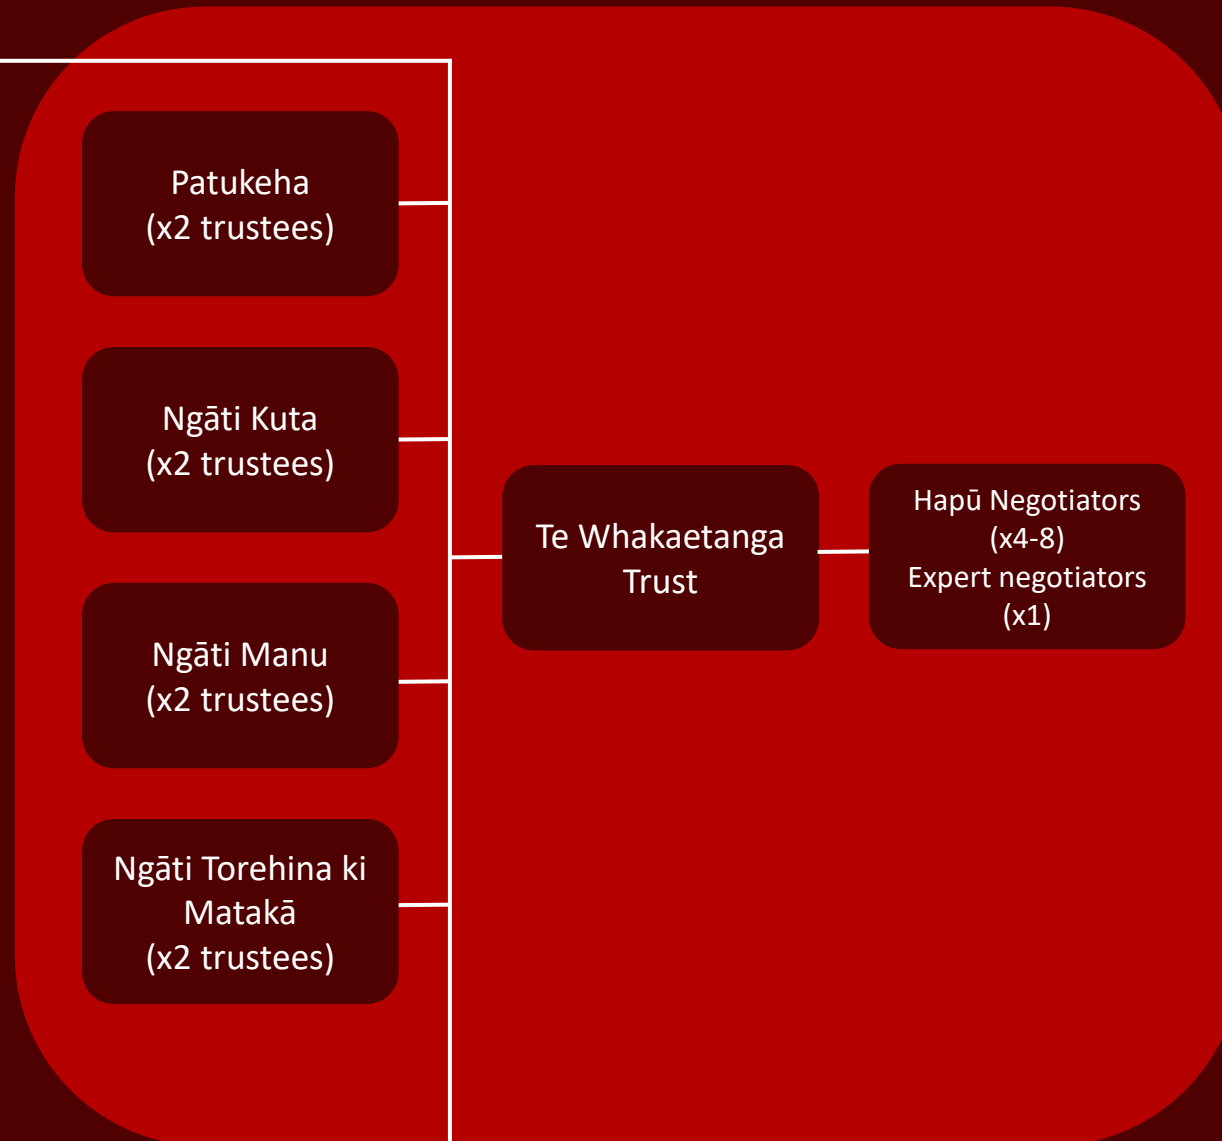 Patukeha
(x2 trustees)
Ngāti Kuta
(x2 trustees)
Ngāti Manu
(x2 trustees)
Ngāti Torehina ki
Matakā
(x2 trustees)
Te Whakaetanga
Trust
Hapū Negotiators
(x4-8)
Expert negotiators
(x1)